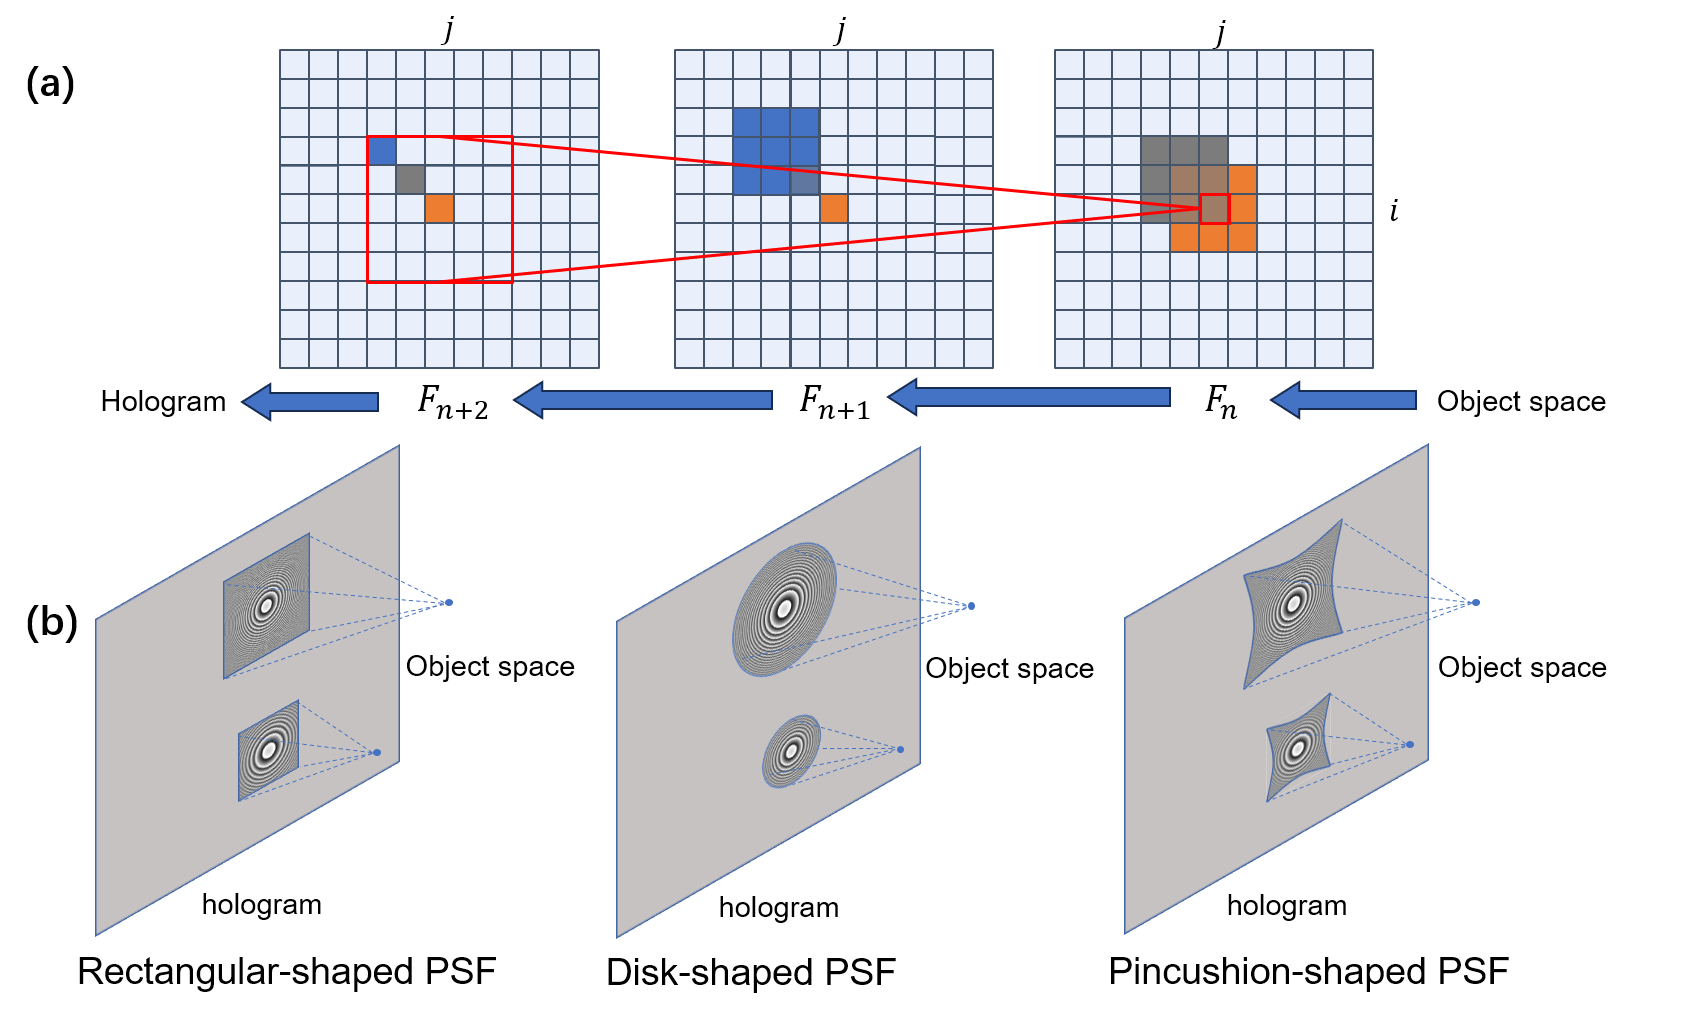 (a)
j
j
j
i
Hologram
F_{n+2}
F_{n+1}
F_n
Object space
(b)
Object space
Object space
Object space
hologram
hologram
hologram
Rectangular-shaped PSF
Disk-shaped PSF
Pincushion-shaped PSF